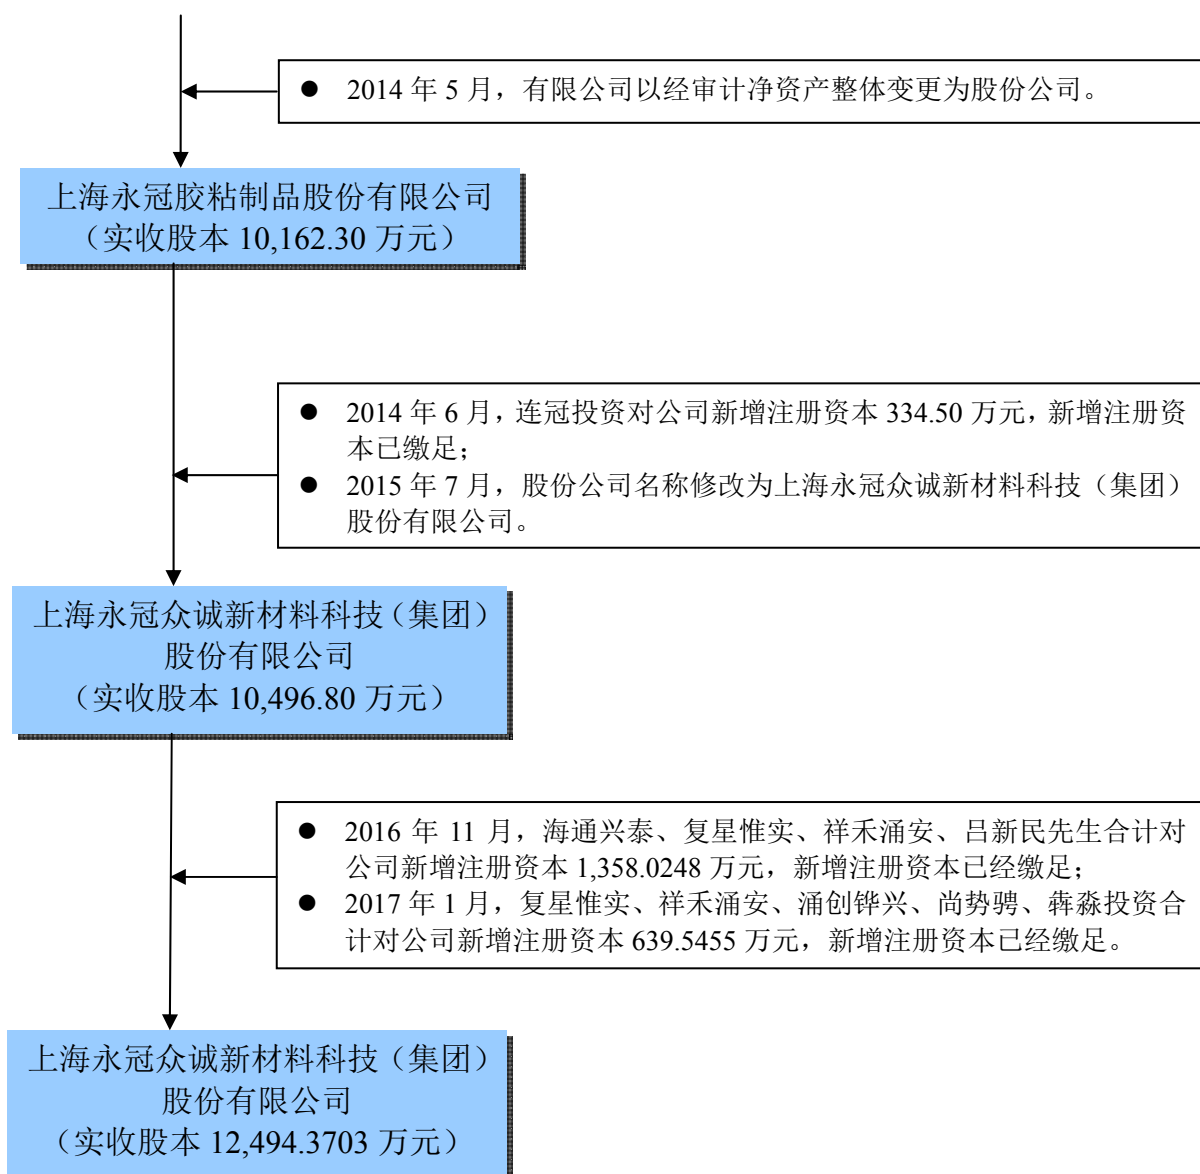 ● 2014 年 5 月，有限公司以经审计净资产整体变更为股份公司。
上海永冠胶粘制品股份有限公司
（实收股本 10,162.30 万元）
● 2014 年 6 月，连冠投资对公司新增注册资本 334.50 万元，新增注册资
本已缴足；
● 2015 年 7 月，股份公司名称修改为上海永冠众诚新材料科技（集团）
股份有限公司。
上海永冠众诚新材料科技（集团）
股份有限公司
（实收股本 10,496.80 万元）
● 2016 年 11 月，海通兴泰、复星惟实、祥禾涌安、吕新民先生合计对
公司新增注册资本 1,358.0248 万元，新增注册资本已经缴足；
● 2017 年 1 月，复星惟实、祥禾涌安、涌创铧兴、尚势骋、犇淼投资合
计对公司新增注册资本 639.5455 万元，新增注册资本已经缴足。
上海永冠众诚新材料科技（集团）
股份有限公司
（实收股本 12,494.3703 万元）